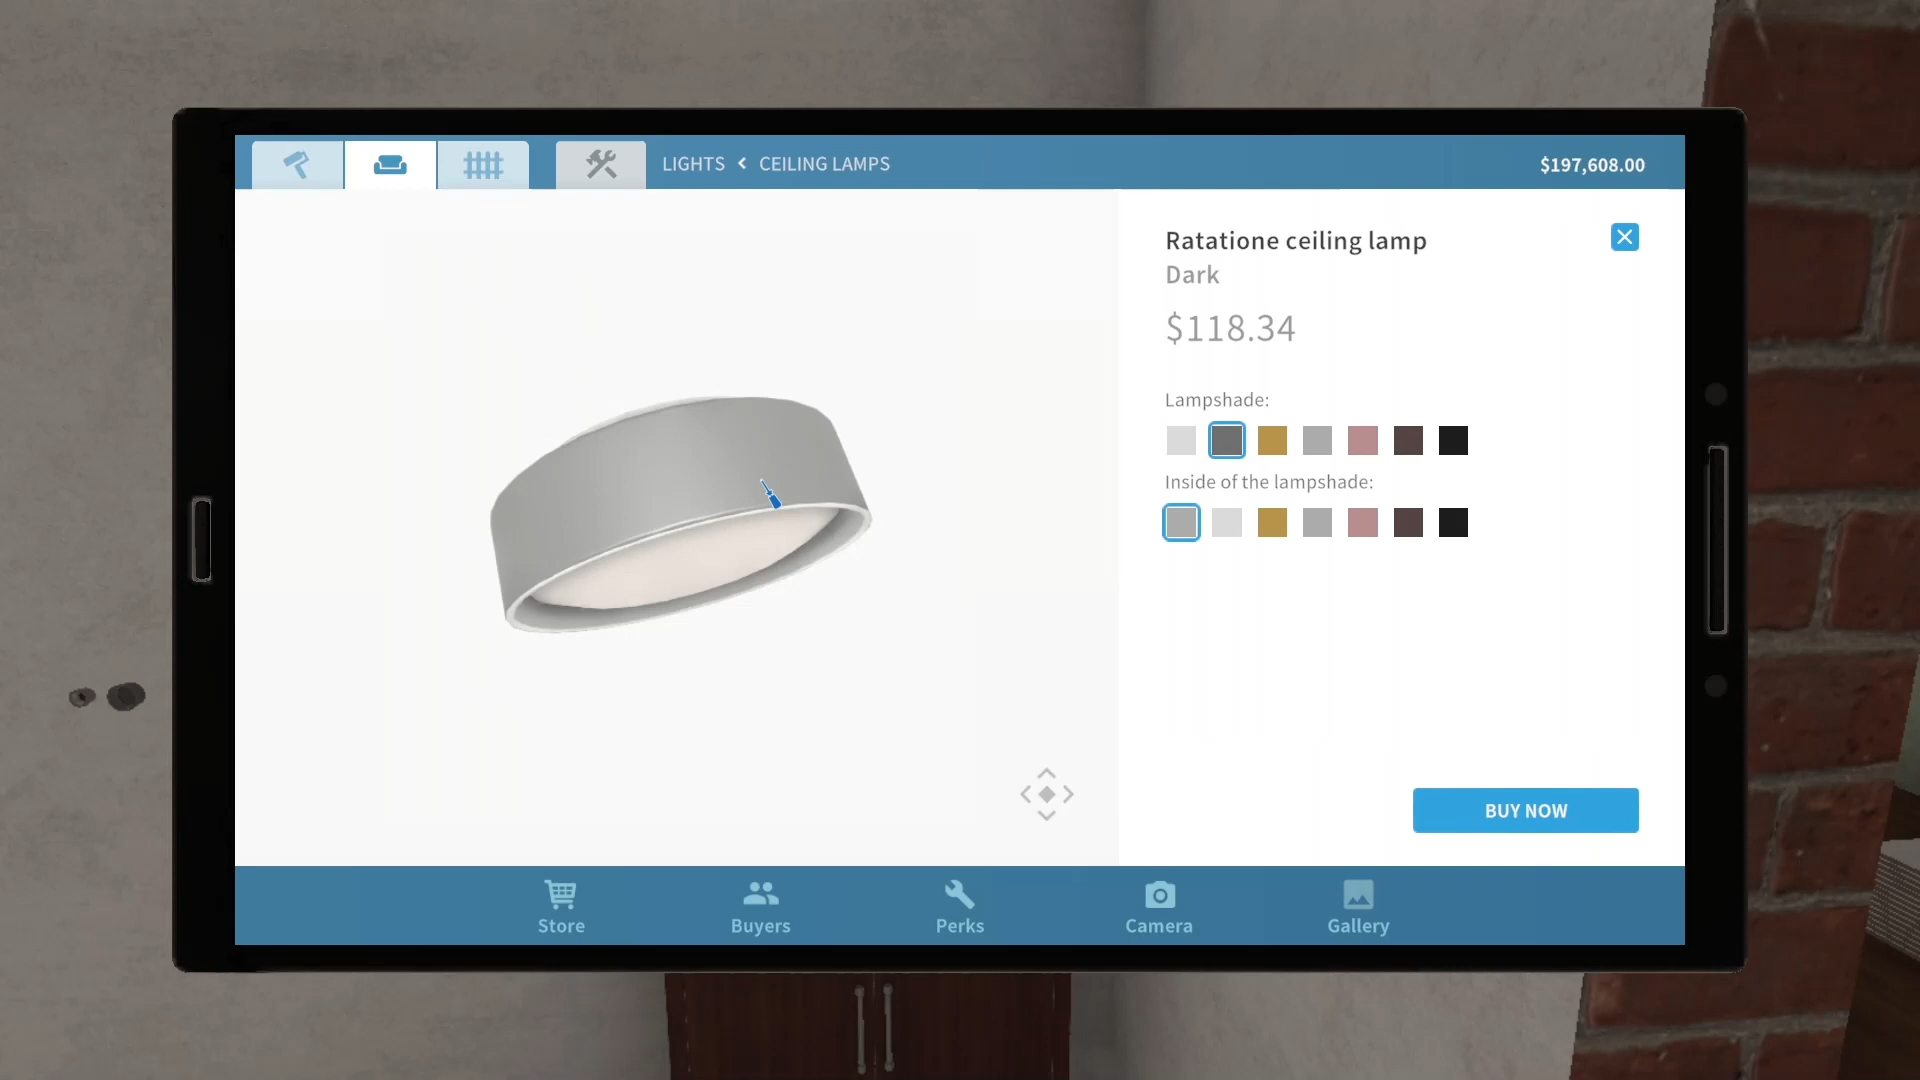 LIGHTS < CEILING LAMPS
$197,608.00
Ratatione ceiling lamp
Dark
$118.34
Lampshade:
Inside of the lampshade:
BUY NOW
Store
Buyers
Perks
Camera
Gallery